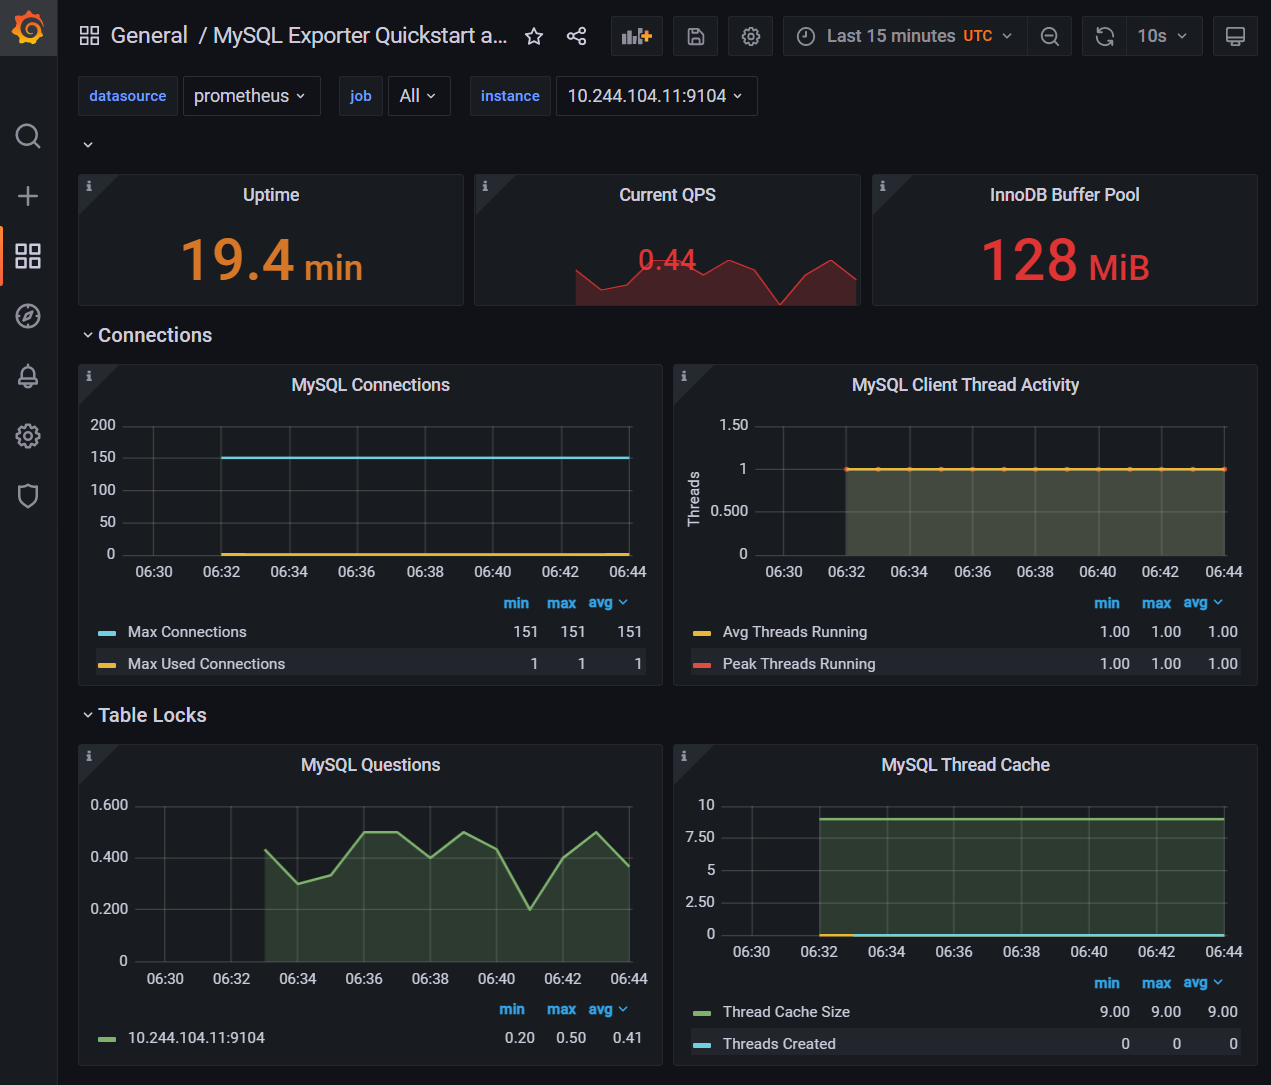 General / MySQL Exporter Quickstart a...
Last 15 minutes UTC
10s
datasource prometheus job All instance 10.244.104.11:9104
Uptime
19.4 min
Current QPS
0.44
InnoDB Buffer Pool
128 MiB
Connections
MySQL Connections
200
150
100
50
0
06:30 06:32 06:34 06:36 06:38 06:40 06:42 06:44
min max avg
Max Connections 151 151 151
Max Used Connections 1 1 1
MySQL Client Thread Activity
Threads
1.50
1
0.500
0
06:30 06:32 06:34 06:36 06:38 06:40 06:42 06:44
min max avg
Avg Threads Running 1.00 1.00 1.00
Peak Threads Running 1.00 1.00 1.00
Table Locks
MySQL Questions
0.600
0.400
0.200
0
06:30 06:32 06:34 06:36 06:38 06:40 06:42 06:44
min max avg
10.244.104.11:9104 0.20 0.50 0.41
MySQL Thread Cache
10
7.50
5
2.50
0
06:30 06:32 06:34 06:36 06:38 06:40 06:42 06:44
min max avg
Thread Cache Size 9.00 9.00 9.00
Threads Created 0 0 0